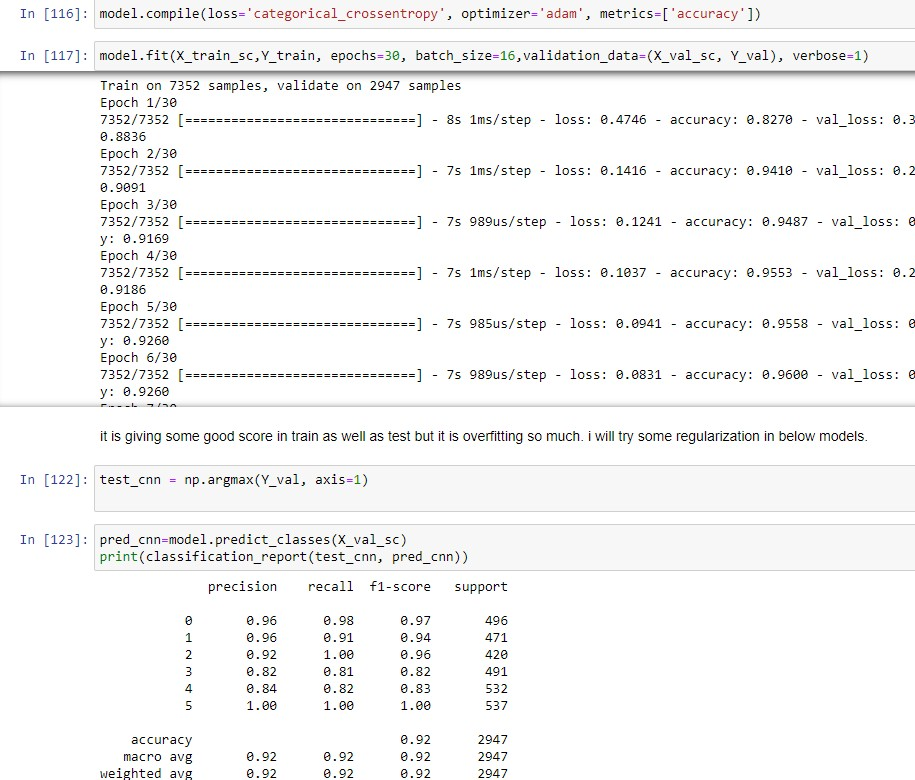 In [116]: model.compile(loss='categorical_crossentropy', optimizer='adam', metrics=['accuracy'])
In [117]: model.fit(X_train_sc,Y_train, epochs=30, batch_size=16,validation_data=(X_val_sc, Y_val), verbose=1)
Train on 7352 samples, validate on 2947 samples
Epoch 1/30
7352/7352 [==============================] - 8s 1ms/step - loss: 0.4746 - accuracy: 0.8270 - val_loss: 0.3
0.8836
Epoch 2/30
7352/7352 [==============================] - 7s 1ms/step - loss: 0.1416 - accuracy: 0.9410 - val_loss: 0.2
0.9091
Epoch 3/30
7352/7352 [==============================] - 7s 989us/step - loss: 0.1241 - accuracy: 0.9487 - val_loss: 0
y: 0.9169
Epoch 4/30
7352/7352 [==============================] - 7s 1ms/step - loss: 0.1037 - accuracy: 0.9553 - val_loss: 0.2
0.9186
Epoch 5/30
7352/7352 [==============================] - 7s 985us/step - loss: 0.0941 - accuracy: 0.9558 - val_loss: 0
y: 0.9260
Epoch 6/30
7352/7352 [==============================] - 7s 989us/step - loss: 0.0831 - accuracy: 0.9600 - val_loss: 0
y: 0.9260
it is giving some good score in train as well as test but it is overfitting so much. i will try some regularization in below models.
In [122]: test_cnn = np.argmax(Y_val, axis=1)
In [123]: pred_cnn=model.predict_classes(X_val_sc)
print(classification_report(test_cnn, pred_cnn))
precision recall f1-score support
0 0.96 0.98 0.97 496
1 0.96 0.91 0.94 471
2 0.92 1.00 0.96 420
3 0.82 0.81 0.82 491
4 0.84 0.82 0.83 532
5 1.00 1.00 1.00 537
accuracy 0.92 2947
macro avg 0.92 0.92 0.92 2947
weighted avg 0.92 0.92 0.92 2947